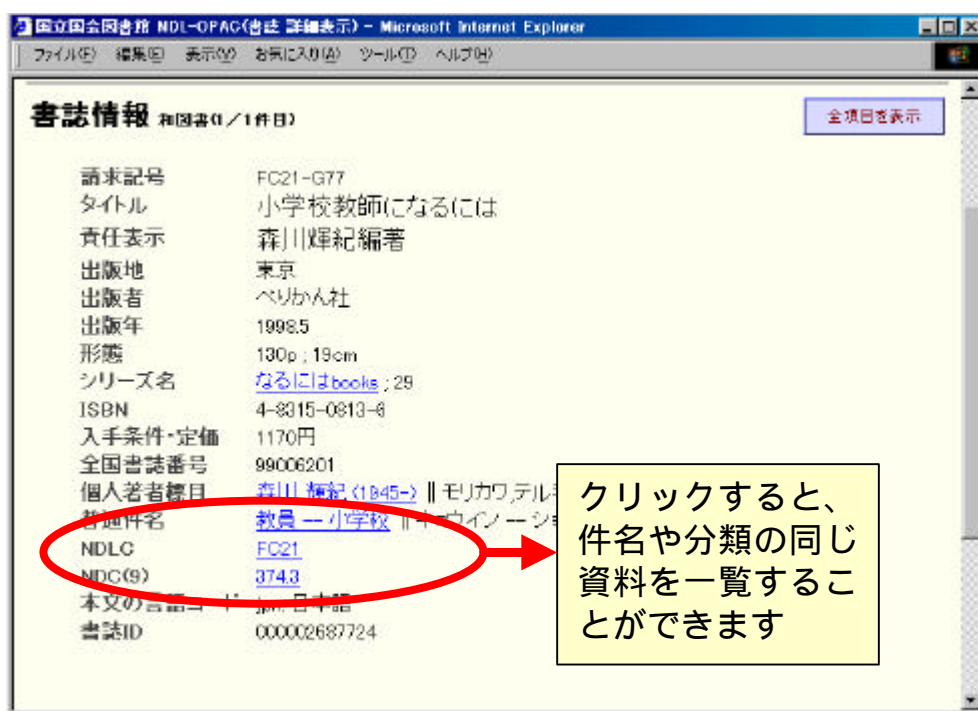 国立国会図書館 NDL-OPAC(書誌 詳細表示) - Microsoft Internet Explorer
ファイル(F) 編集(E) 表示(V) お気に入り(A) ツール(T) ヘルプ(H)
書誌情報 和図書(1/1件目)
全項目を表示
請求記号 FC21-G77
タイトル 小学校教師になるには
責任表示 森川輝紀編著
出版地 東京
出版者 ぺりかん社
出版年 1998.5
形態 130p ; 19cm
シリーズ名 なるにはbooks ; 29
ISBN 4-8315-0813-6
入手条件・定価 1170円
全国書誌番号 99006201
個人著者標目 森川 輝紀 (1945-) ‖モリカワ,テル
普通件名 教員 -- 小学校 ‖キョウイン -- ショ
NDLC FC21
NDC(9) 374.3
本文の言語コード jpn: 日本語
書誌ID 000002687724
クリックすると、
件名や分類の同じ
資料を一覧するこ
とができます